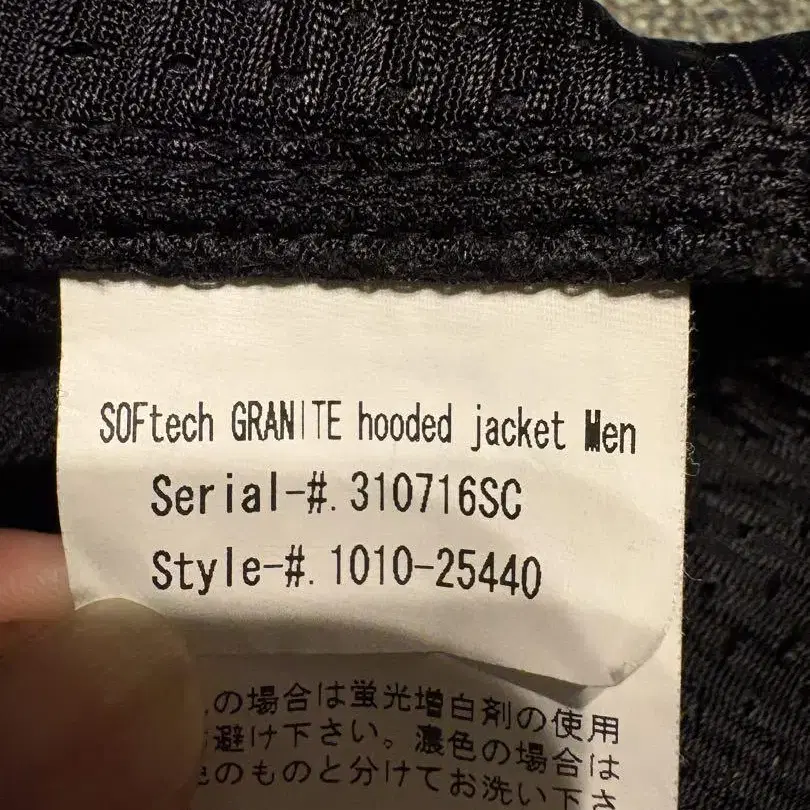 SOFtech GRANITE hooded jacket Men
Serial-#. 310716SC
Style-#. 1010-25440
の場合は蛍光増白剤の使用
避け下さい。濃色の場合は
のものと分けてお洗い下さ